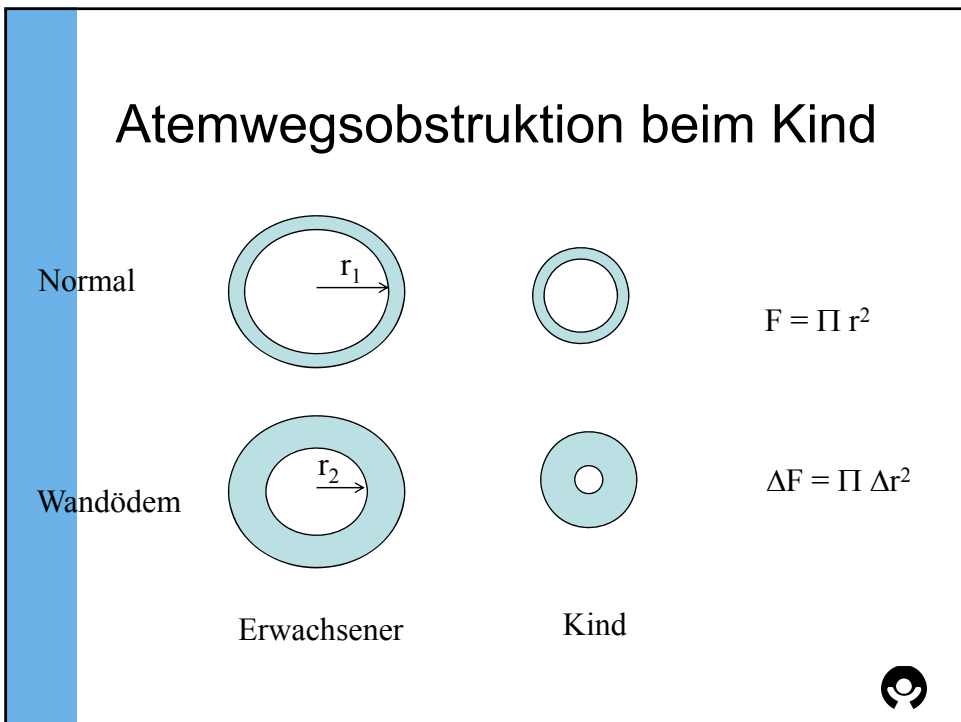 Atemwegsobstruktion beim Kind
Normal
r₁
F = Π r²
Wandödem
r₂
ΔF = Π Δr²
Erwachsener
Kind